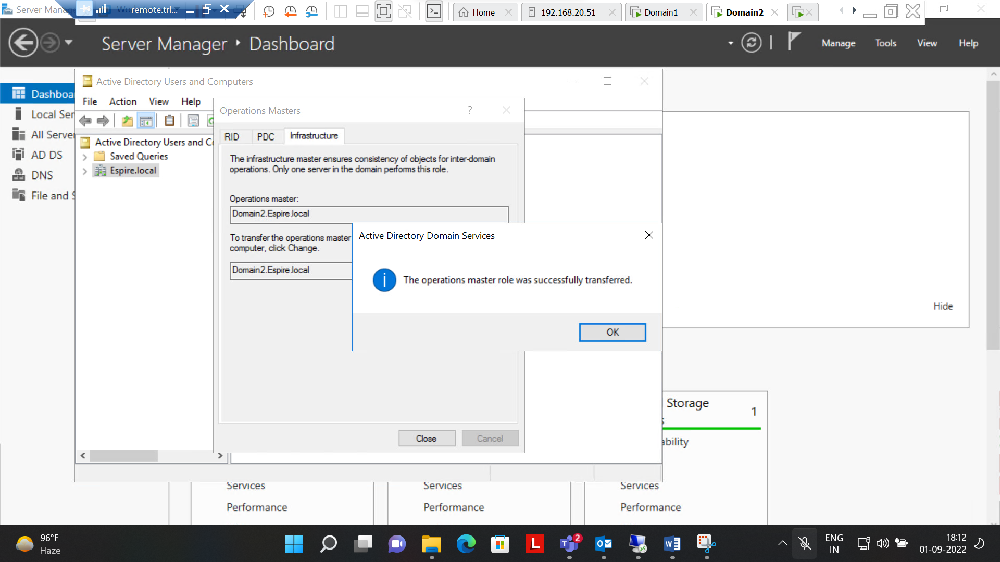 Server Mana
remote.trl...
Home
192.168.20.51
Domain1
Domain2
Server Manager
Dashboard
Manage
Tools
View
Help
Dashboar
Local Ser
All Server
AD DS
DNS
File and S
Active Directory Users and Computers
File
Action
View
Help
Active Directory Users and Co
Saved Queries
Espire.local
Operations Masters
?
RID
PDC
Infrastructure
The infrastructure master ensures consistency of objects for inter-domain
operations. Only one server in the domain performs this role.
Operations master:
Domain2.Espire.local
To transfer the operations master
computer, click Change.
Domain2.Espire.local
Close
Cancel
Active Directory Domain Services
The operations master role was successfully transferred.
OK
Hide
Storage
1
s
ability
Services
Performance
Services
Performance
Services
Performance
96°F
Haze
2
ENG
IN
18:12
01-09-2022